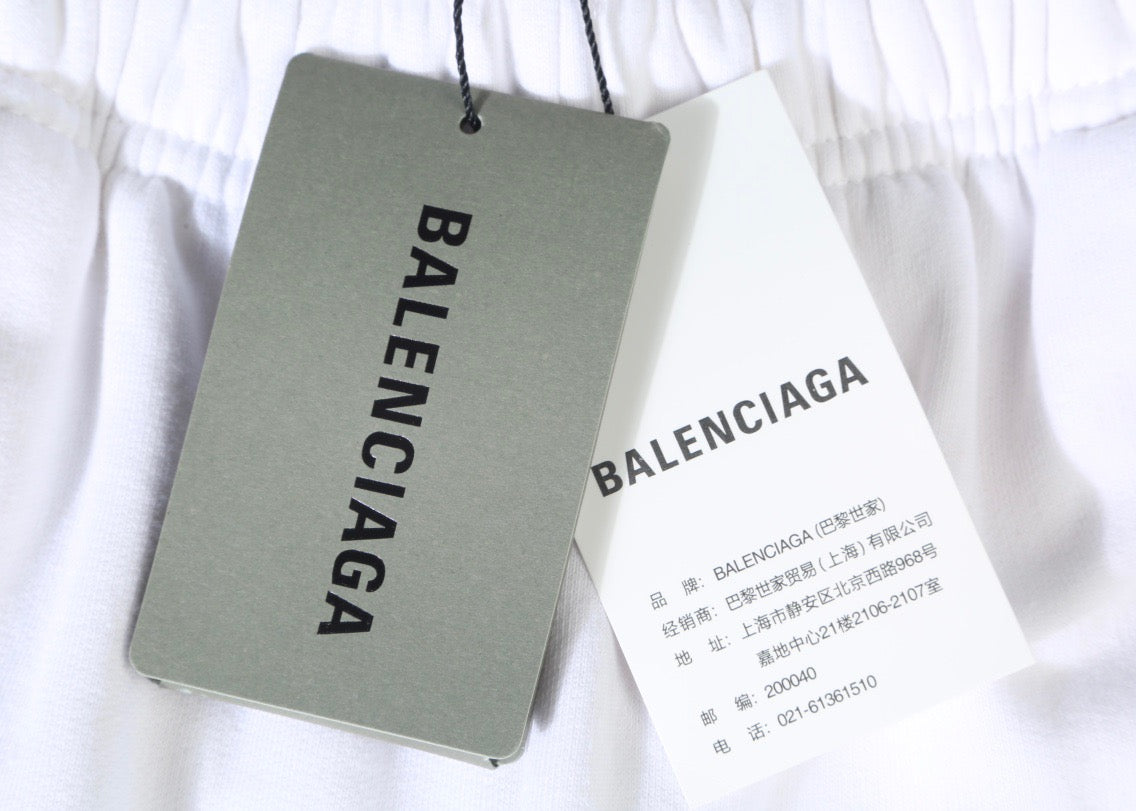 BALENCIAGA
BALENCIAGA
品 牌：BALENCIAGA (巴黎世家)
经销商：巴黎世家贸易（上海）有限公司
地 址：上海市静安区北京西路968号
嘉地中心21楼2106-2107室
邮 编：200040
电 话：021-61361510